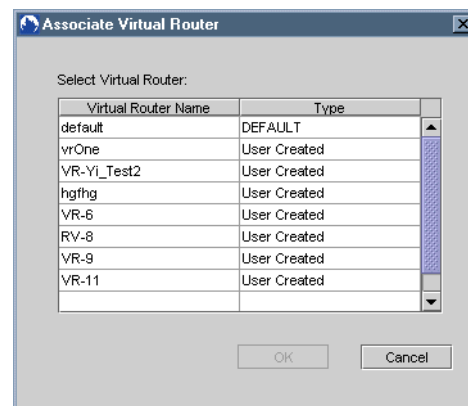 Associate Virtual Router
Select Virtual Router:
Virtual Router Name Type
default DEFAULT
vrOne User Created
VR-Yi_Test2 User Created
hgfhg User Created
VR-6 User Created
RV-8 User Created
VR-9 User Created
VR-11 User Created
OK Cancel